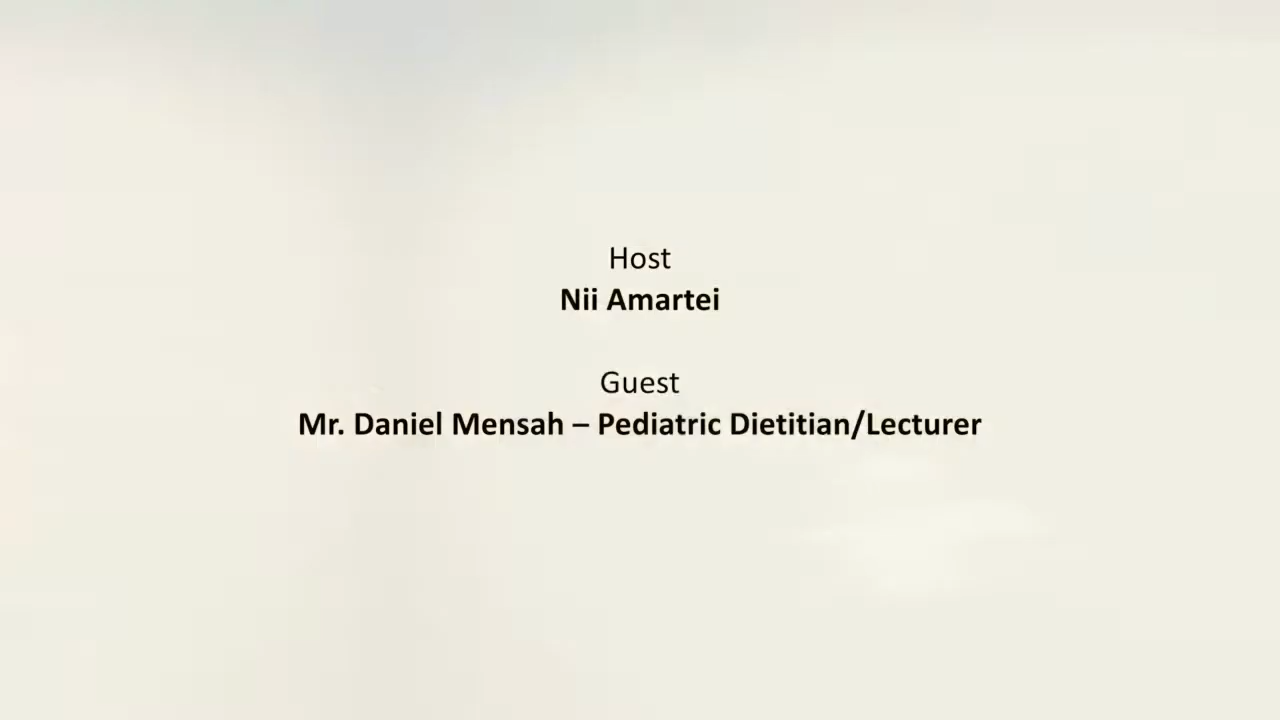 Host
Nii Amartei
Guest
Mr. Daniel Mensah – Pediatric Dietitian/Lecturer